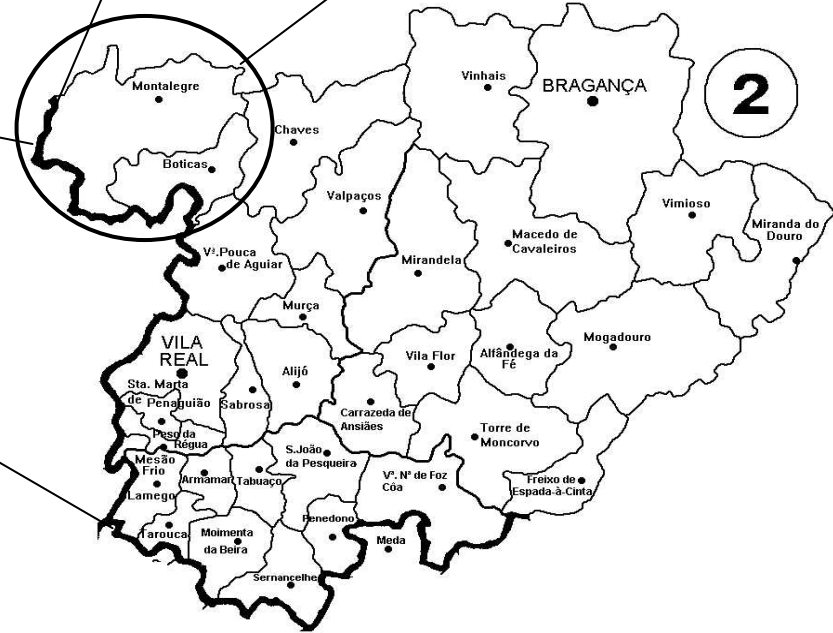 Vinhais
BRAGANÇA
2
Montalegre
Chaves
Boticas
Valpaços
Vimioso
Miranda do
Douro
Macedo de
Cavaleiros
Vª.Pouca
de Aguiar
Mirandela
Murça
Mogadouro
VILA
REAL
Vila Flor
Alfândega da
Fé
Alijó
Sta. Marta
de Penaguião
Sabrosa
Carrazeda de
Ansiães
Peso da
Régua
Torre de
Moncorvo
Mesão
Frio
S.João
da Pesqueira
Armamar
Tabuaço
Vª. Nª de Foz
Côa
Freixo de
Espada-à-Cinta
Lamego
Penedono
Tarouca
Moimenta
da Beira
Meda
Sernancelhe